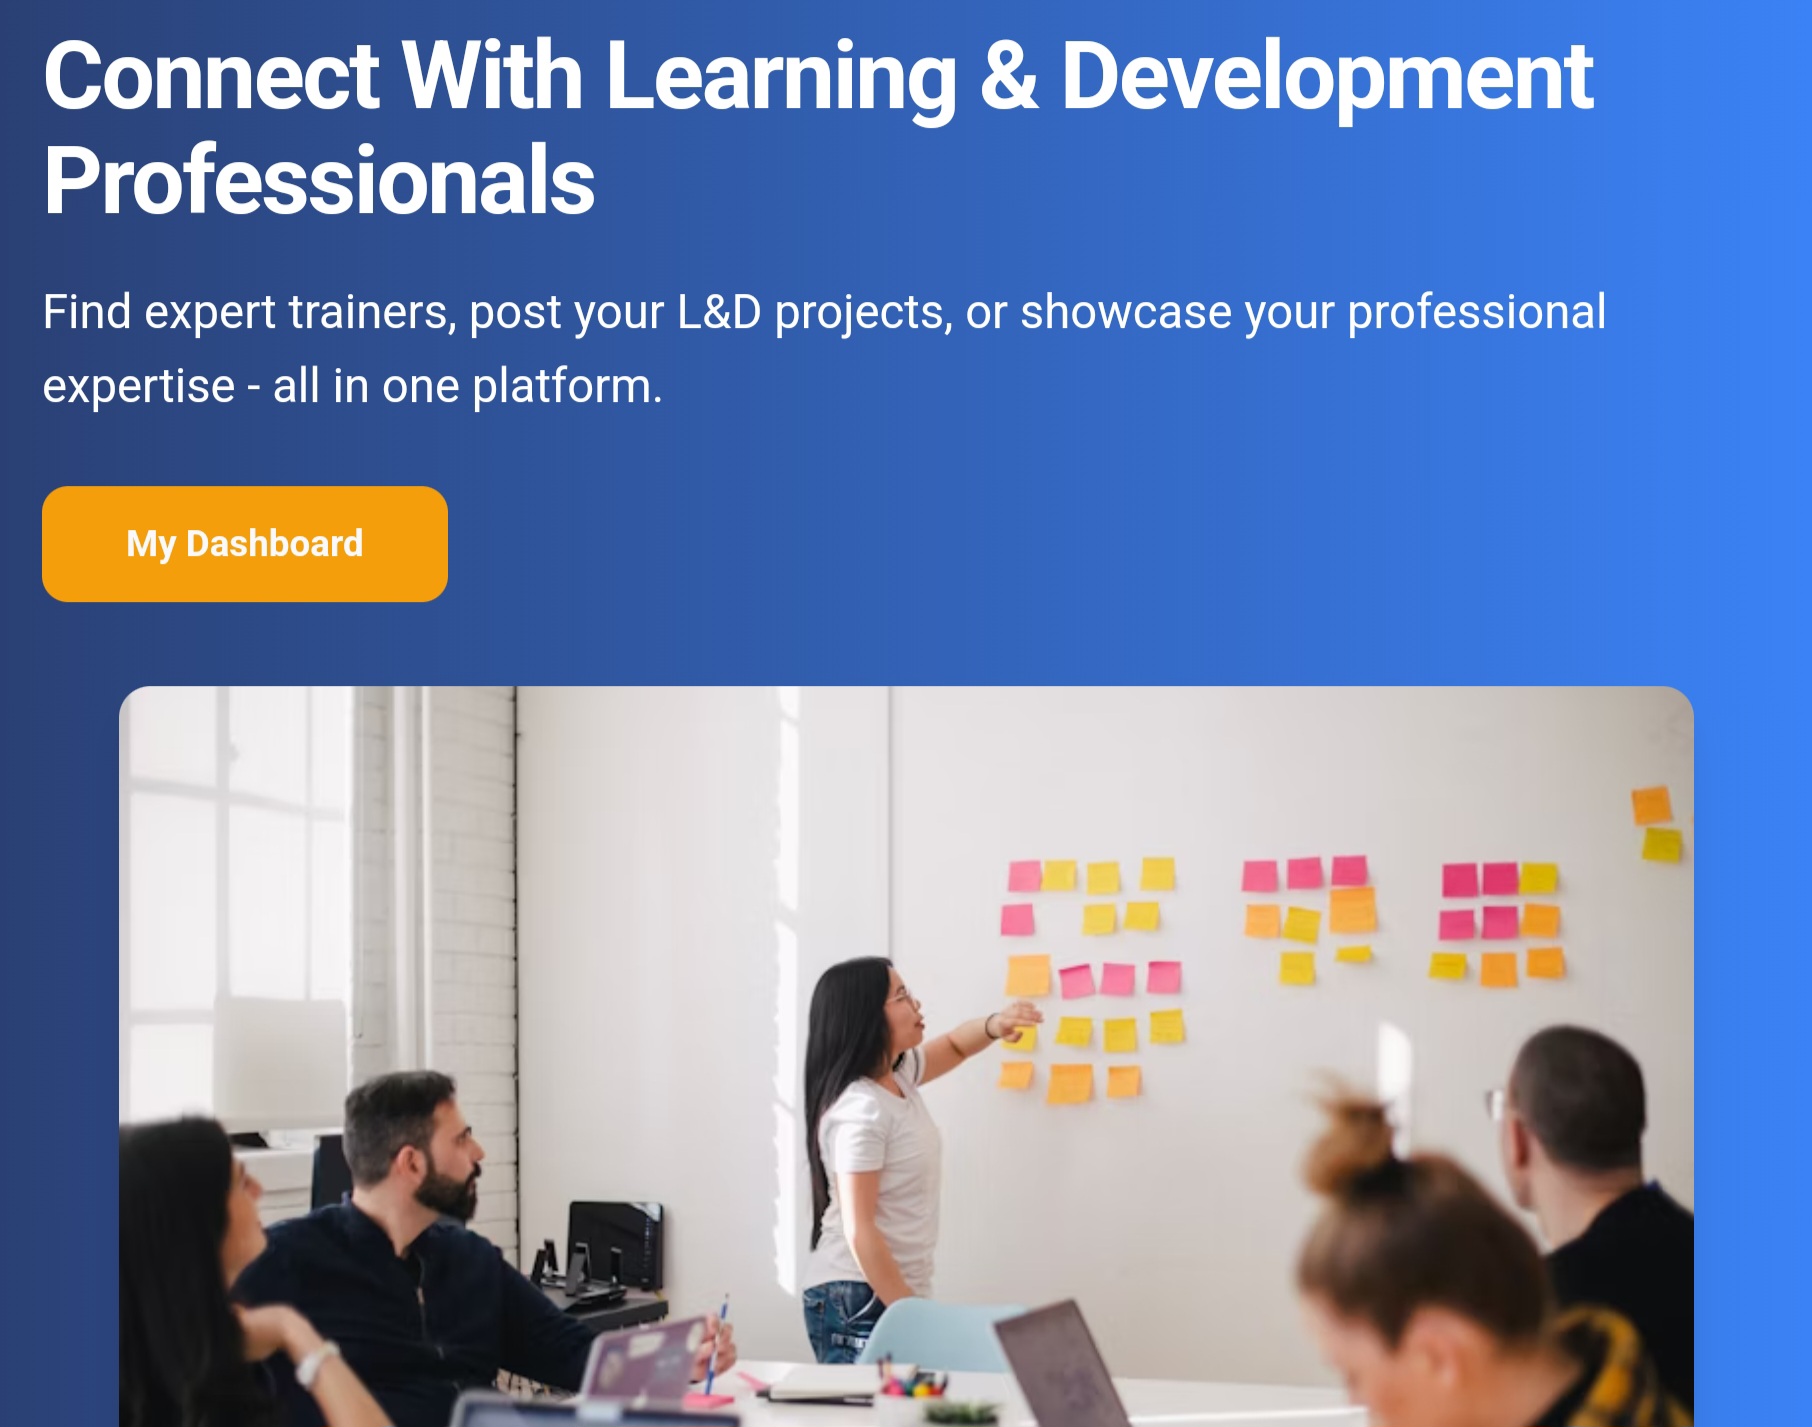 Connect With Learning & Development
Professionals
Find expert trainers, post your L&D projects, or showcase your professional
expertise - all in one platform.
My Dashboard